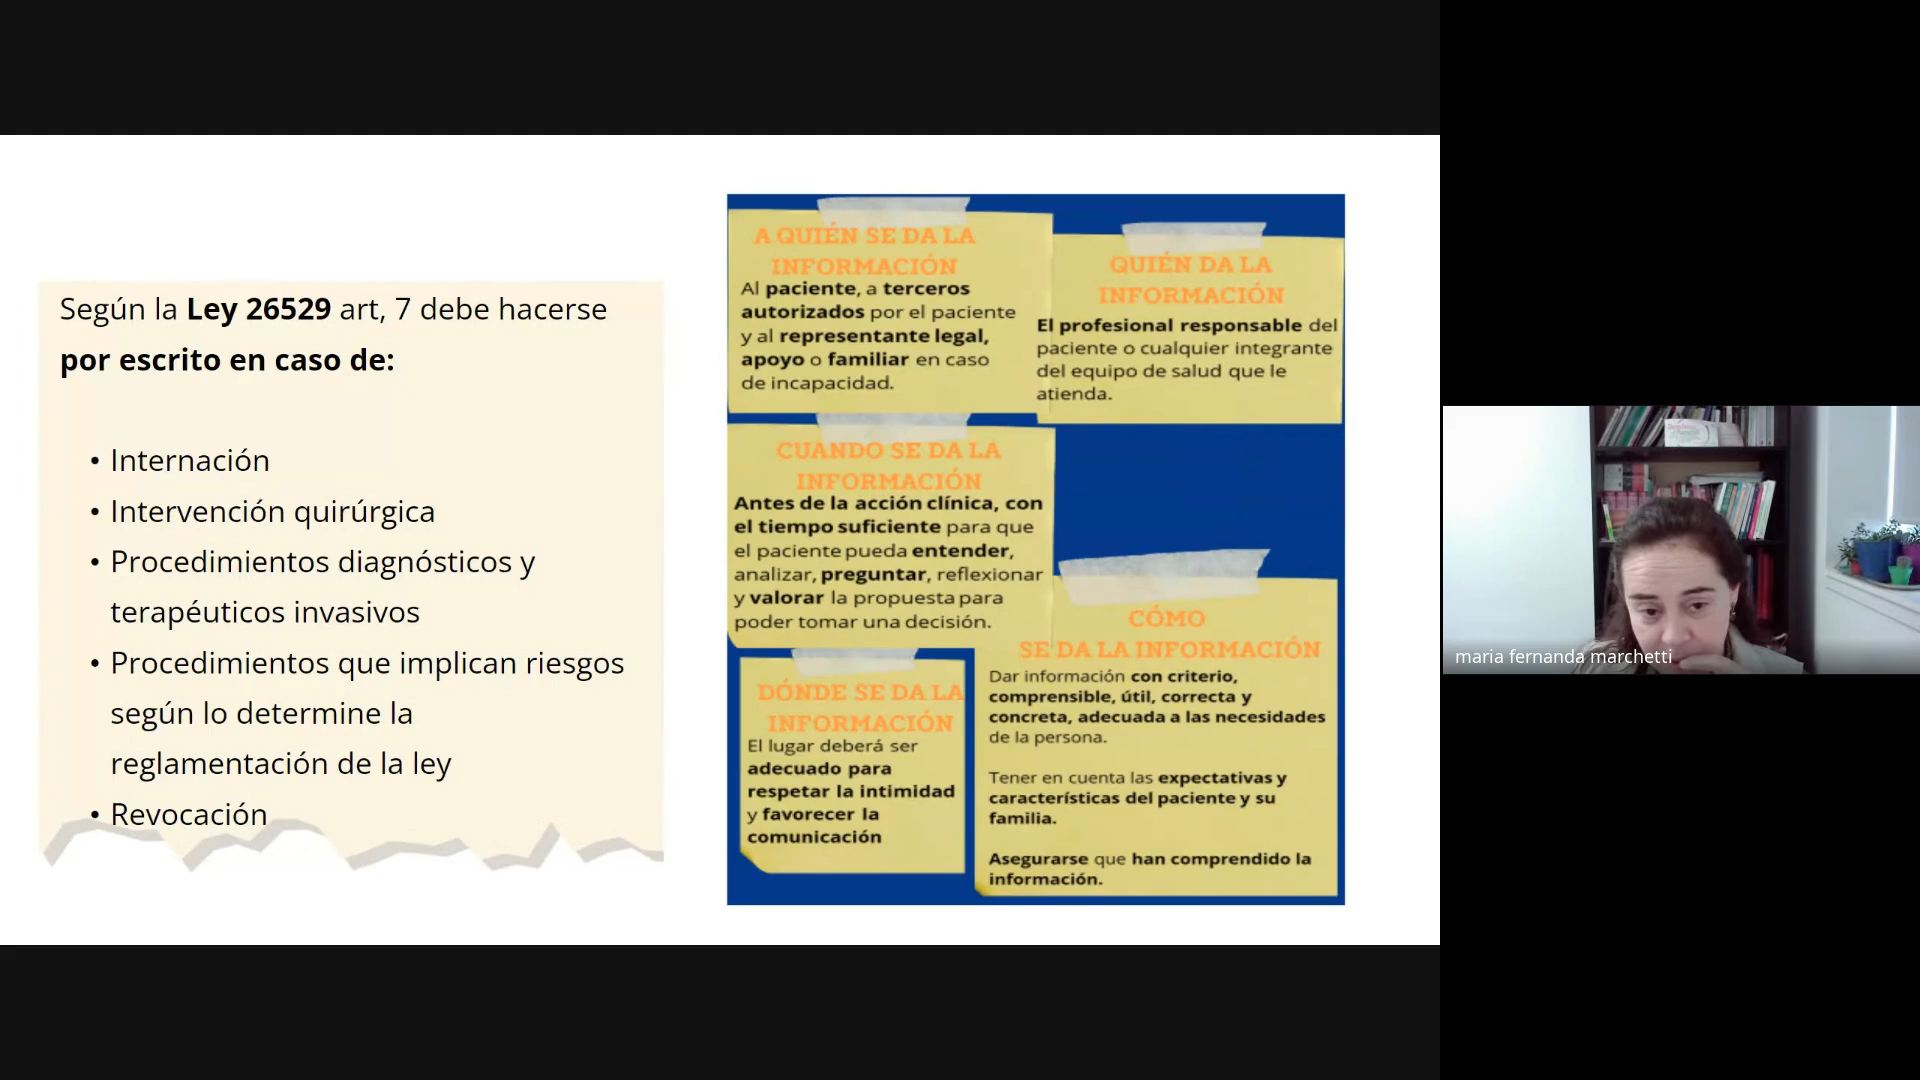 Según la Ley 26529 art, 7 debe hacerse
por escrito en caso de:
• Internación
• Intervención quirúrgica
• Procedimientos diagnósticos y
terapéuticos invasivos
• Procedimientos que implican riesgos
según lo determine la
reglamentación de la ley
• Revocación
A QUIÉN SE DA LA
INFORMACIÓN
Al paciente, a terceros
autorizados por el paciente
y al representante legal,
apoyo o familiar en caso
de incapacidad.
QUIÉN DA LA
INFORMACIÓN
El profesional responsable del
paciente o cualquier integrante
del equipo de salud que le
atienda.
CUANDO SE DA LA
INFORMACIÓN
Antes de la acción clínica, con
el tiempo suficiente para que
el paciente pueda entender,
analizar, preguntar, reflexionar
y valorar la propuesta para
poder tomar una decisión.
DÓNDE SE DA LA
INFORMACIÓN
El lugar deberá ser
adecuado para
respetar la intimidad
y favorecer la
comunicación
CÓMO
SE DA LA INFORMACIÓN
Dar información con criterio,
comprensible, útil, correcta y
concreta, adecuada a las necesidades
de la persona.
Tener en cuenta las expectativas y
características del paciente y su
familia.
Asegurarse que han comprendido la
información.
maria fernanda marchetti